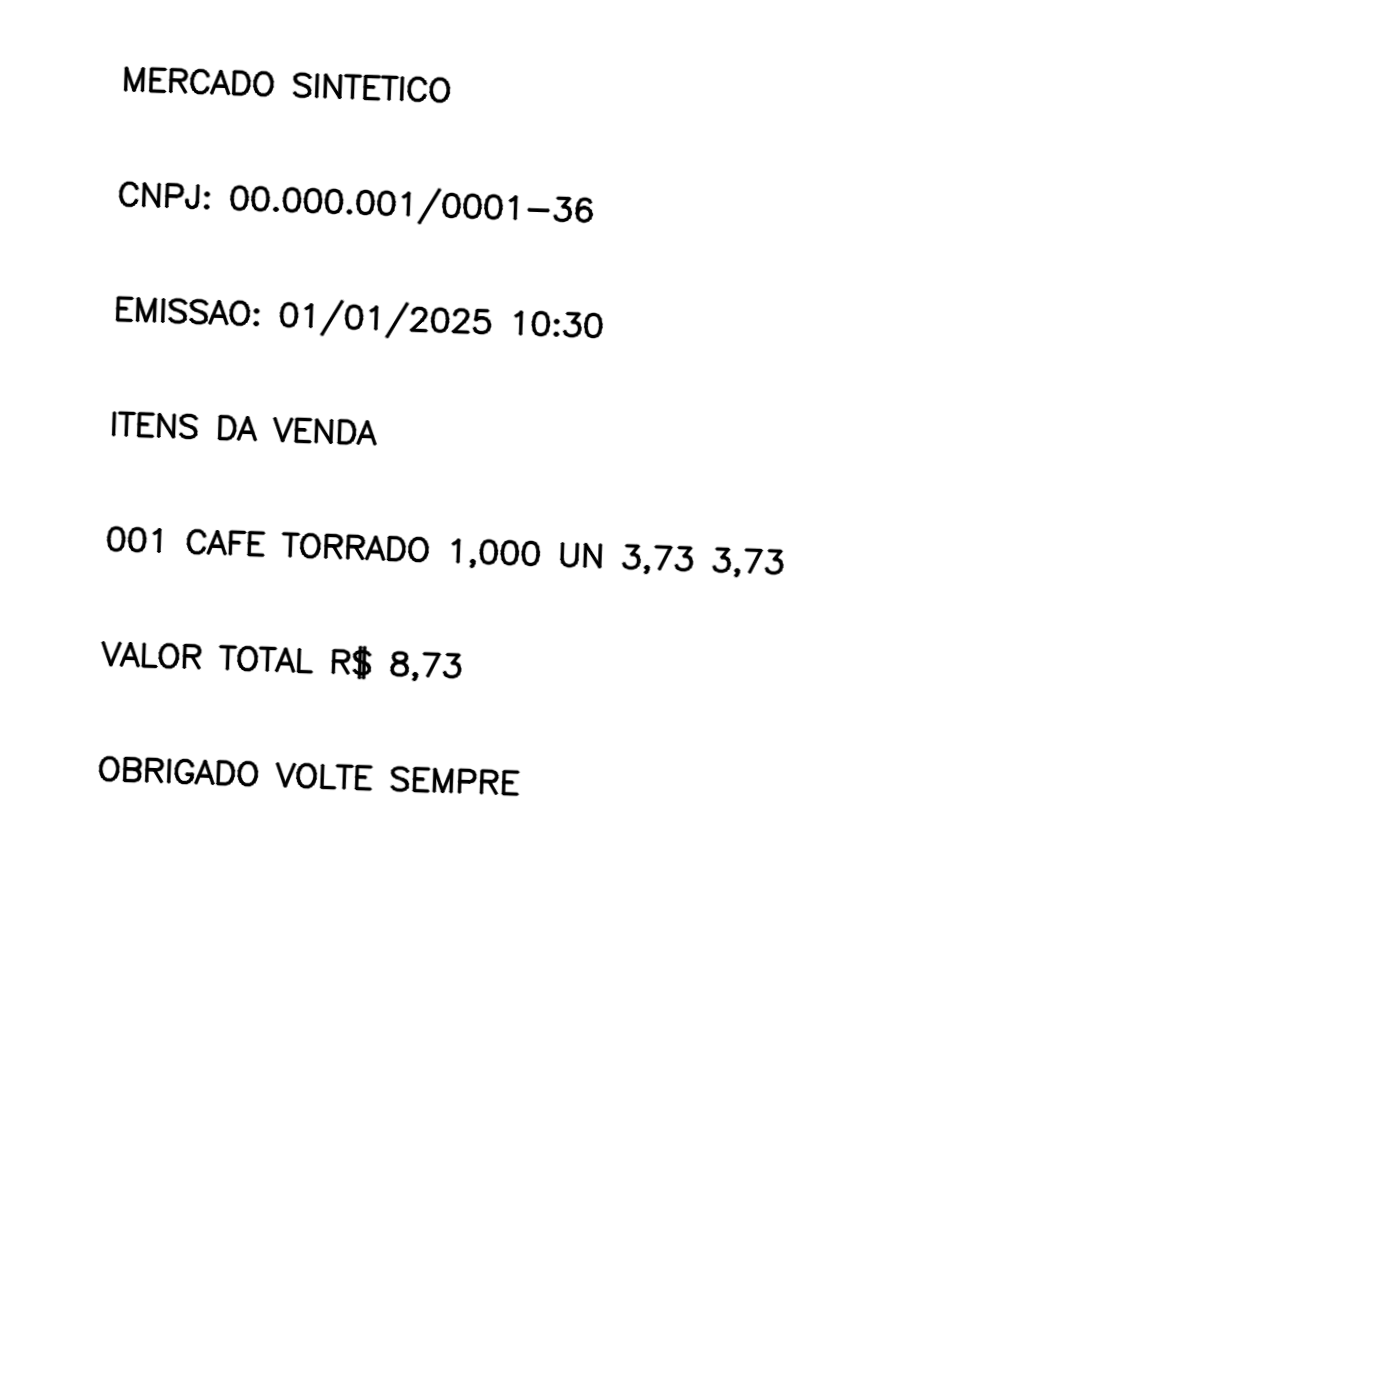 MERCADO SINTETICO
CNPJ: 00.000.001/0001-36
EMISSAO: 01/01/2025 10:30
ITENS DA VENDA
001 CAFE TORRADO 1,000 UN 3,73 3,73
VALOR TOTAL R$ 8,73
OBRIGADO VOLTE SEMPRE